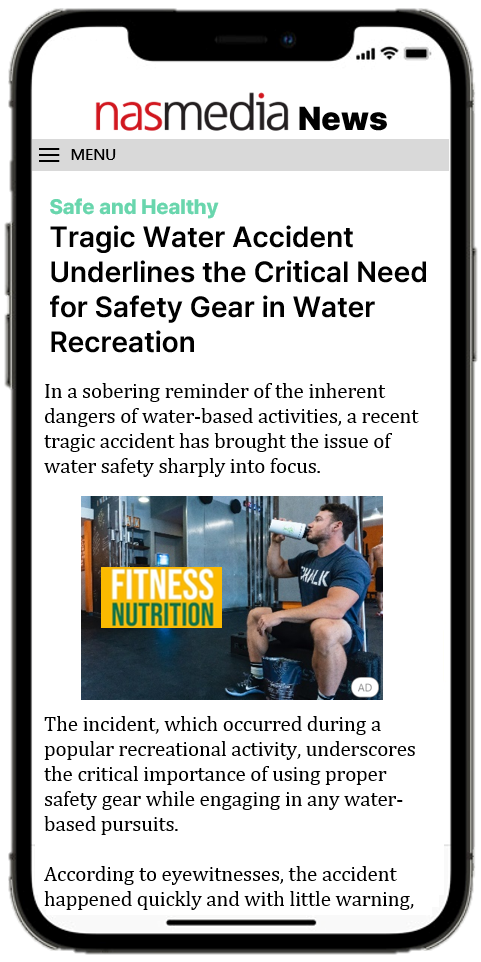 nasmedia News
MENU
Safe and Healthy
Tragic Water Accident
Underlines the Critical Need
for Safety Gear in Water
Recreation
In a sobering reminder of the inherent
dangers of water-based activities, a recent
tragic accident has brought the issue of
water safety sharply into focus.
CHALK
FITNESS
NUTRITION
AD
The incident, which occurred during a
popular recreational activity, underscores
the critical importance of using proper
safety gear while engaging in any water-
based pursuits.
According to eyewitnesses, the accident
happened quickly and with little warning,